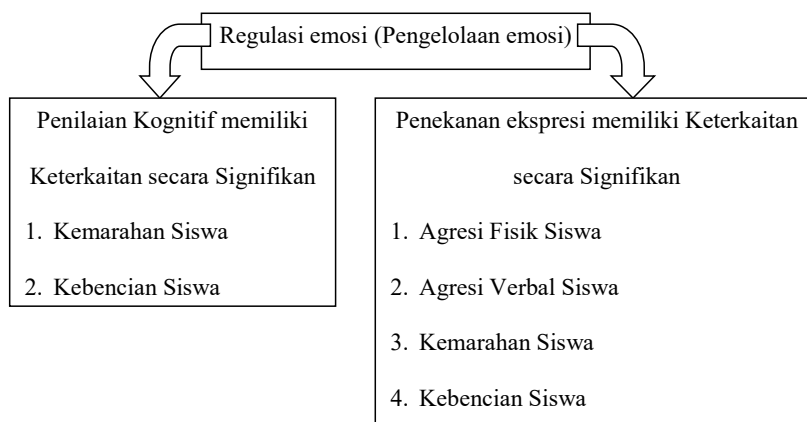 Regulasi emosi (Pengelolaan emosi)
Penilaian Kognitif memiliki
Keterkaitan secara Signifikan
1. Kemarahan Siswa
2. Kebencian Siswa
Penekanan ekspresi memiliki Keterkaitan
secara Signifikan
1. Agresi Fisik Siswa
2. Agresi Verbal Siswa
3. Kemarahan Siswa
4. Kebencian Siswa